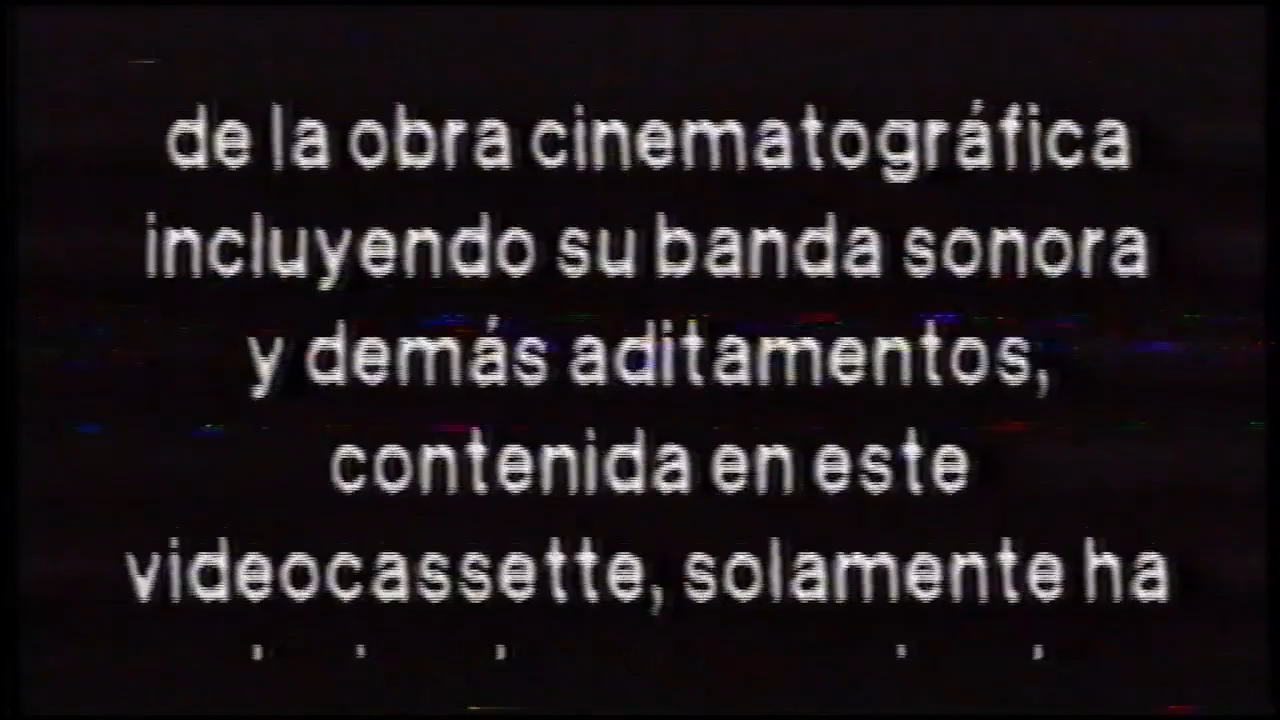 de la obra cinematográfica
incluyendo su banda sonora
y demás aditamentos,
contenida en este
videocassette, solamente ha